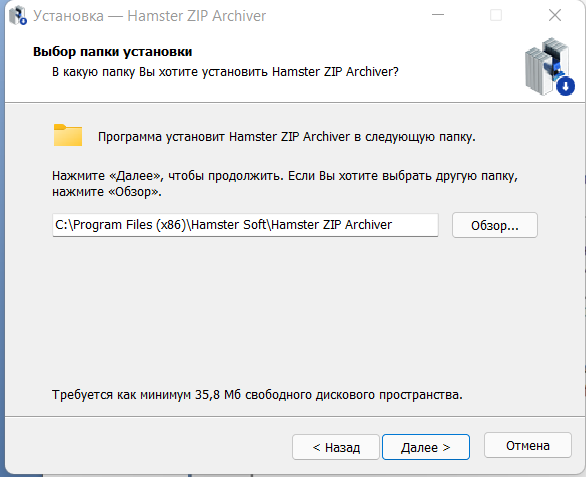 Установка — Hamster ZIP Archiver
Выбор папки установки
В какую папку Вы хотите установить Hamster ZIP Archiver?
Программа установит Hamster ZIP Archiver в следующую папку.
Нажмите «Далее», чтобы продолжить. Если Вы хотите выбрать другую папку,
нажмите «Обзор».
C:\Program Files (x86)\Hamster Soft\Hamster ZIP Archiver
Обзор...
Требуется как минимум 35,8 Мб свободного дискового пространства.
< Назад
Далее >
Отмена